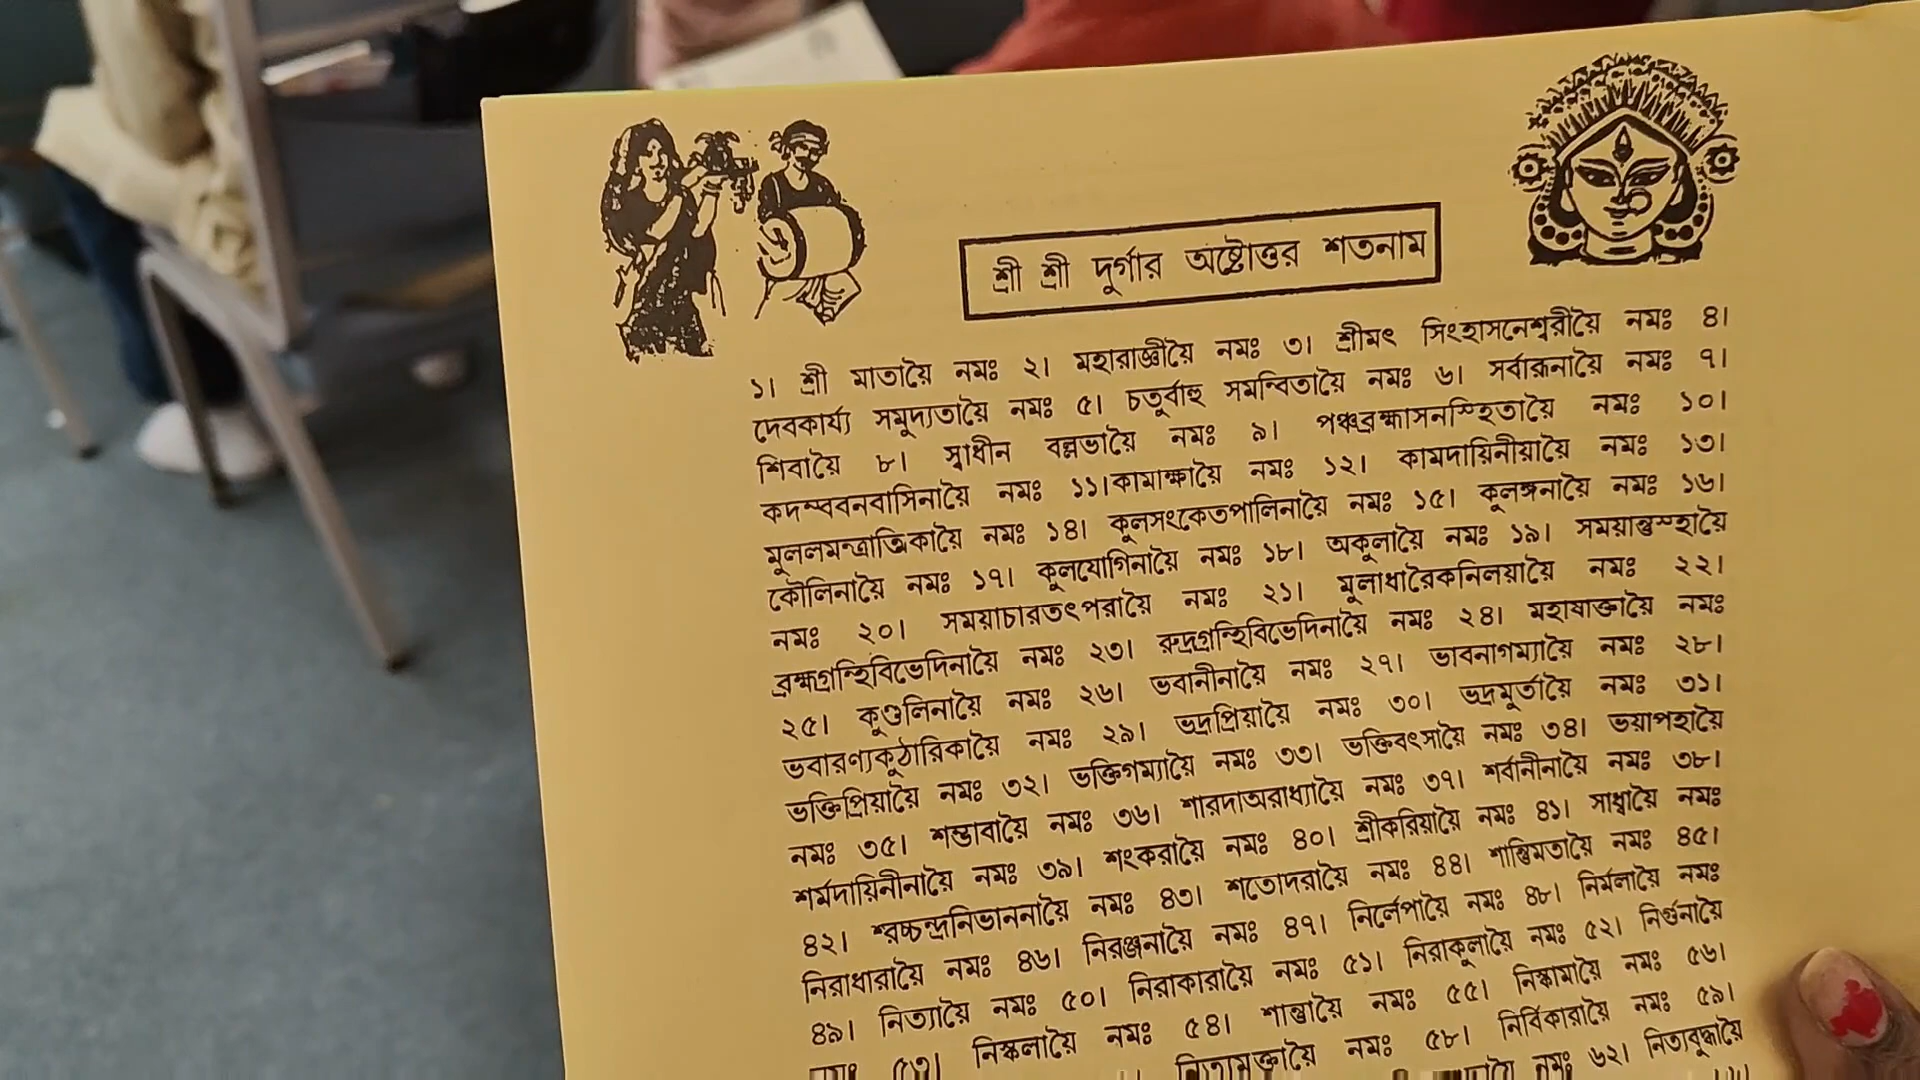 শ্রী শ্রী দুর্গার অষ্টোত্তর শতনাম
১। শ্রী মাতায়ৈ নমঃ ২। মহারাজ্ঞীয়ৈ নমঃ ৩। শ্রীমৎ সিংহাসনেশ্বরীয়ৈ নমঃ ৪।
দেবকার্য্য সমুদ্যতায়ৈ নমঃ ৫। চতুর্বাহু সমন্বিতায়ৈ নমঃ ৬। সর্বারূনায়ৈ নমঃ ৭।
শিবায়ৈ ৮। স্বাধীন বল্লভায়ৈ নমঃ ৯। পঞ্চব্রহ্মাসনস্হিতায়ৈ নমঃ ১০।
কদম্ববনবাসিনায়ৈ নমঃ ১১।কামাক্ষায়ৈ নমঃ ১২। কামদায়িনীয়ায়ৈ নমঃ ১৩।
মূললমন্ত্রাত্মিকায়ৈ নমঃ ১৪। কূলসংকেতপালিনায়ৈ নমঃ ১৫। কূলঙ্গনায়ৈ নমঃ ১৬।
কৌলিনায়ৈ নমঃ ১৭। কূলযোগিনায়ৈ নমঃ ১৮। অকূলায়ৈ নমঃ ১৯। সময়ান্তস্হায়ৈ
নমঃ ২০। সময়াচারতৎপরায়ৈ নমঃ ২১। মূলাধারৈকনিলয়ায়ৈ নমঃ ২২।
ব্রহ্মগ্রন্হিবিভেদিনায়ৈ নমঃ ২৩। রুদ্রগ্রন্হিবিভেদিনায়ৈ নমঃ ২৪। মহাষাক্তায়ৈ নমঃ
২৫। কূণ্ডলিনায়ৈ নমঃ ২৬। ভবানীনায়ৈ নমঃ ২৭। ভাবনাগম্যায়ৈ নমঃ ২৮।
ভবারণ্যকুঠারিকায়ৈ নমঃ ২৯। ভদ্রপ্রিয়ায়ৈ নমঃ ৩০। ভদ্রমূর্তায়ৈ নমঃ ৩১।
ভক্তিপ্রিয়ায়ৈ নমঃ ৩২। ভক্তিগম্যায়ৈ নমঃ ৩৩। ভক্তিবৎসায়ৈ নমঃ ৩৪। ভয়াপহায়ৈ
নমঃ ৩৫। শম্ভাবায়ৈ নমঃ ৩৬। শারদাঅরাধ্যায়ৈ নমঃ ৩৭। শর্বানীনায়ৈ নমঃ ৩৮।
শর্মদায়িনীনায়ৈ নমঃ ৩৯। শংকরায়ৈ নমঃ ৪০। শ্রীকরিয়ায়ৈ নমঃ ৪১। সাধ্বায়ৈ নমঃ
৪২। শ্বরচ্চন্দ্রনিভাননায়ৈ নমঃ ৪৩। শতোদরায়ৈ নমঃ ৪৪। শান্তিমতায়ৈ নমঃ ৪৫।
নিরাধারায়ৈ নমঃ ৪৬। নিরঞ্জনায়ৈ নমঃ ৪৭। নির্লেপায়ৈ নমঃ ৪৮। নির্মলায়ৈ নমঃ
৪৯। নিত্যায়ৈ নমঃ ৫০। নিরাকারায়ৈ নমঃ ৫১। নিরাকূলায়ৈ নমঃ ৫২। নির্গুনায়ৈ
নমঃ ৫৩। নিস্কলায়ৈ নমঃ ৫৪। শান্তায়ৈ নমঃ ৫৫। নিস্কামায়ৈ নমঃ ৫৬।
নিত্যমুক্তায়ৈ নমঃ ৫৮। নির্বিকারায়ৈ নমঃ ৫৯।
নমঃ ৬২। নিত্যবুদ্ধায়ৈ